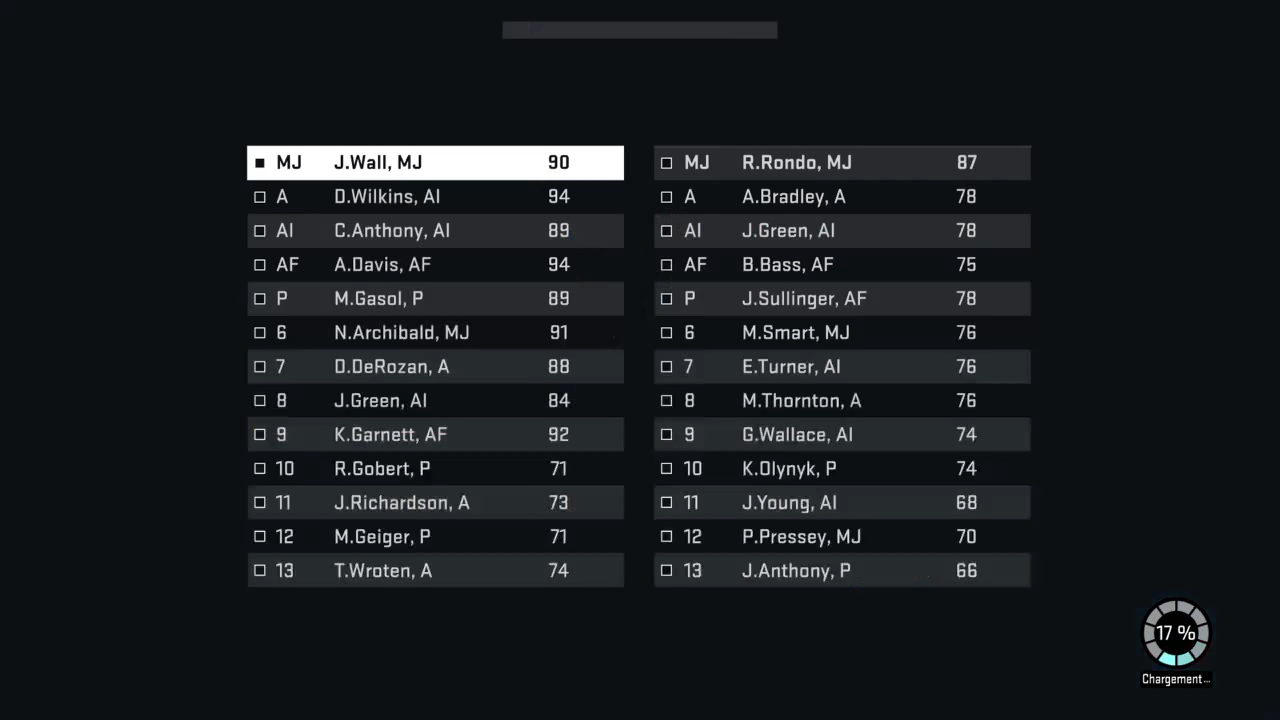 MJ J.Wall, MJ 90
A D.Wilkins, AI 94
AI C.Anthony, AI 89
AF A.Davis, AF 94
P M.Gasol, P 89
6 N.Archibald, MJ 91
7 D.DeRozan, A 88
8 J.Green, AI 84
9 K.Garnett, AF 92
10 R.Gobert, P 71
11 J.Richardson, A 73
12 M.Geiger, P 71
13 T.Wroten, A 74
MJ R.Rondo, MJ 87
A A.Bradley, A 78
AI J.Green, AI 78
AF B.Bass, AF 75
P J.Sullinger, AF 78
6 M.Smart, MJ 76
7 E.Turner, AI 76
8 M.Thornton, A 76
9 G.Wallace, AI 74
10 K.Olynyk, P 74
11 J.Young, AI 68
12 P.Pressey, MJ 70
13 J.Anthony, P 66
17 %
Chargement...